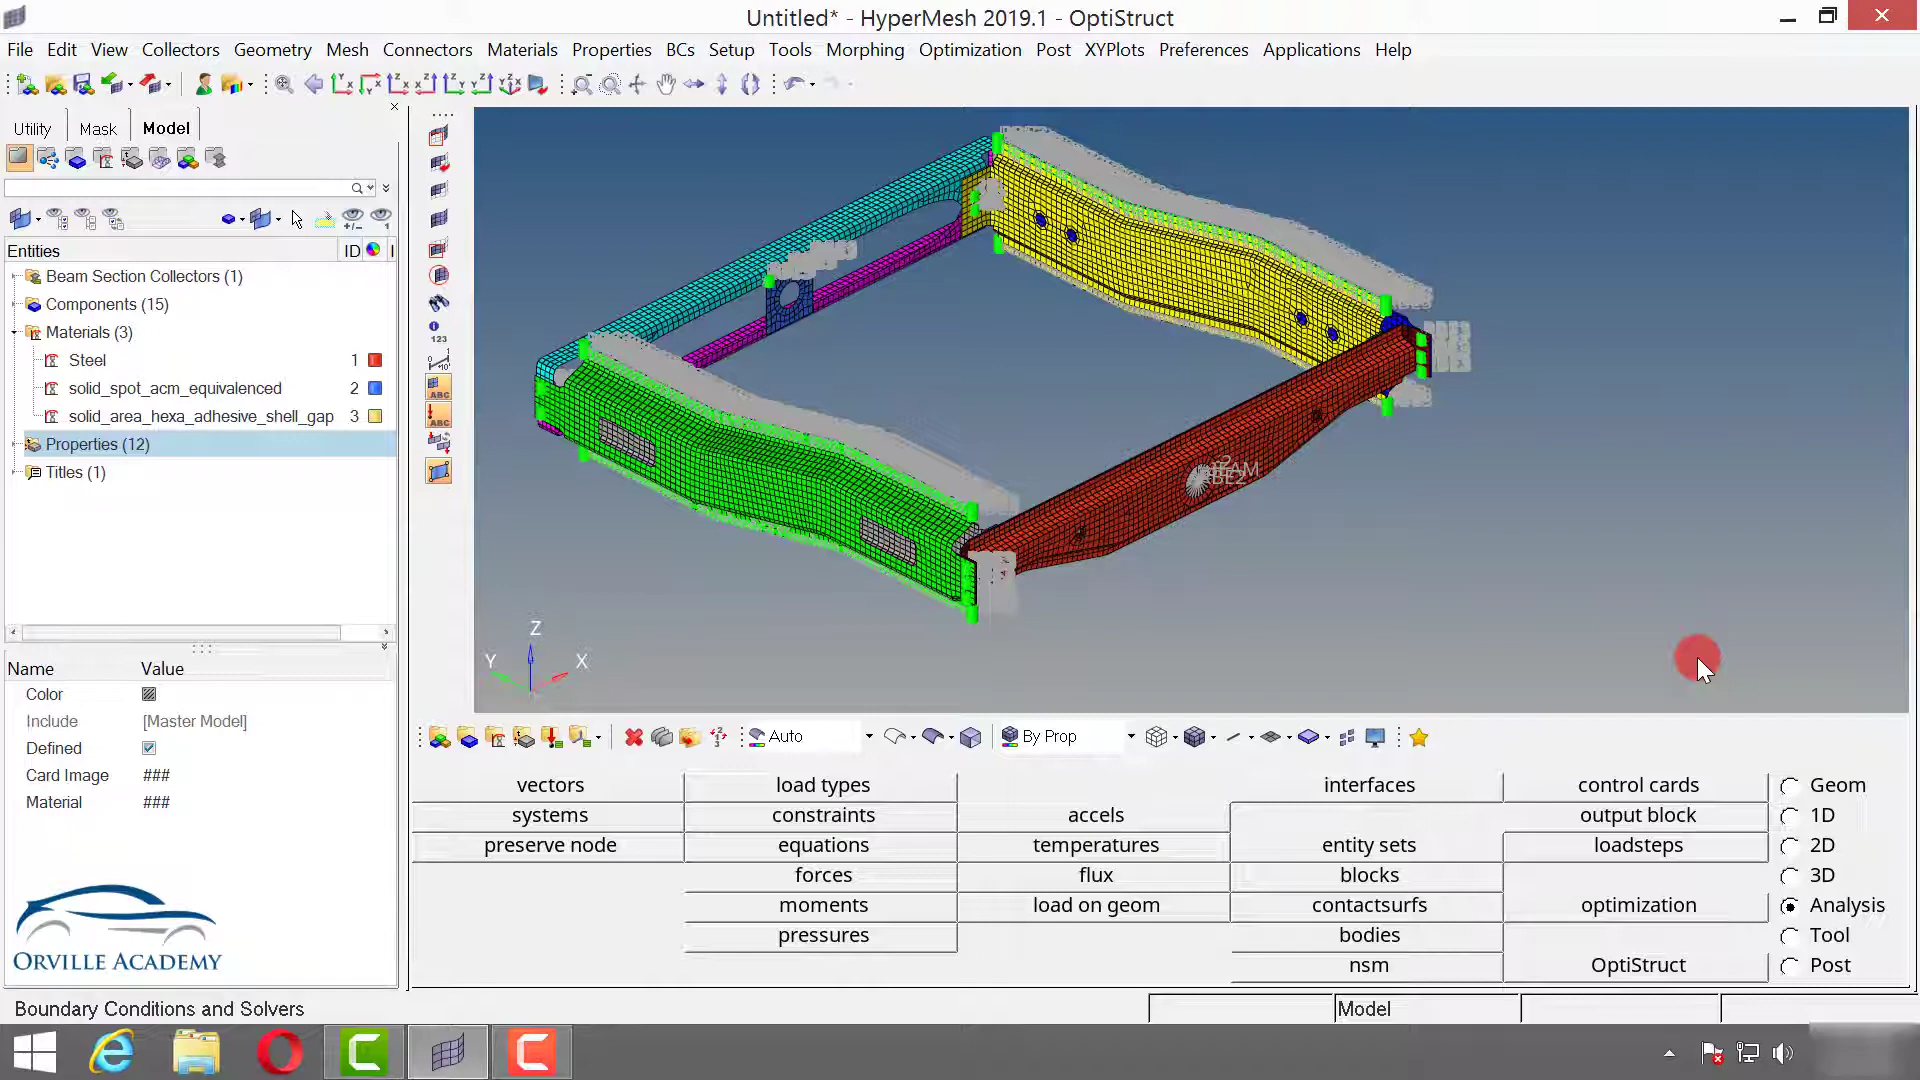 Untitled* - HyperMesh 2019.1 - OptiStruct
File Edit View Collectors Geometry Mesh Connectors Materials Properties BCs Setup Tools Morphing Optimization Post XYPlots Preferences Applications Help
Utility Mask Model
Entities ID
Beam Section Collectors (1)
Components (15)
Materials (3)
Steel 1
solid_spot_acm_equivalenced 2
solid_area_hexa_adhesive_shell_gap 3
Properties (12)
Titles (1)
Name Value
Color
Include [Master Model]
Defined
Card Image ###
Material ###
ORVILLE ACADEMY
123
ABC
ABC
Z
Y X
Auto By Prop
vectors load types interfaces control cards Geom
systems constraints accels output block 1D
preserve node equations temperatures entity sets loadsteps 2D
forces flux blocks 3D
moments load on geom contactsurfs optimization Analysis
pressures bodies Tool
nsm OptiStruct Post
Boundary Conditions and Solvers Model